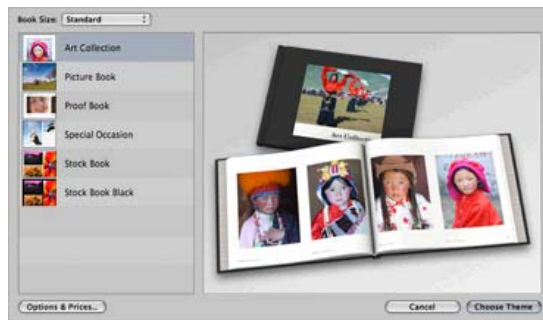 Book Size: Standard
Art Collection
Picture Book
Proof Book
Special Occasion
Stock Book
Stock Book Black
Art Collection
Options & Prices...
Cancel
Choose Theme